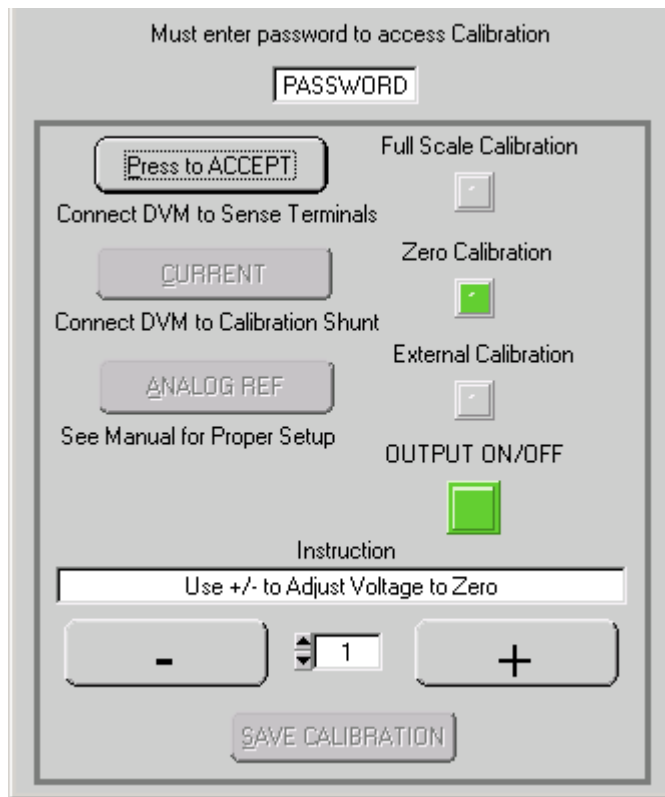 Must enter password to access Calibration
PASSWORD
Press to ACCEPT
Full Scale Calibration
Connect DVM to Sense Terminals
CURRENT
Zero Calibration
Connect DVM to Calibration Shunt
External Calibration
ANALOG REF
See Manual for Proper Setup
OUTPUT ON/OFF
Instruction
Use +/- to Adjust Voltage to Zero
- 1 +
SAVE CALIBRATION